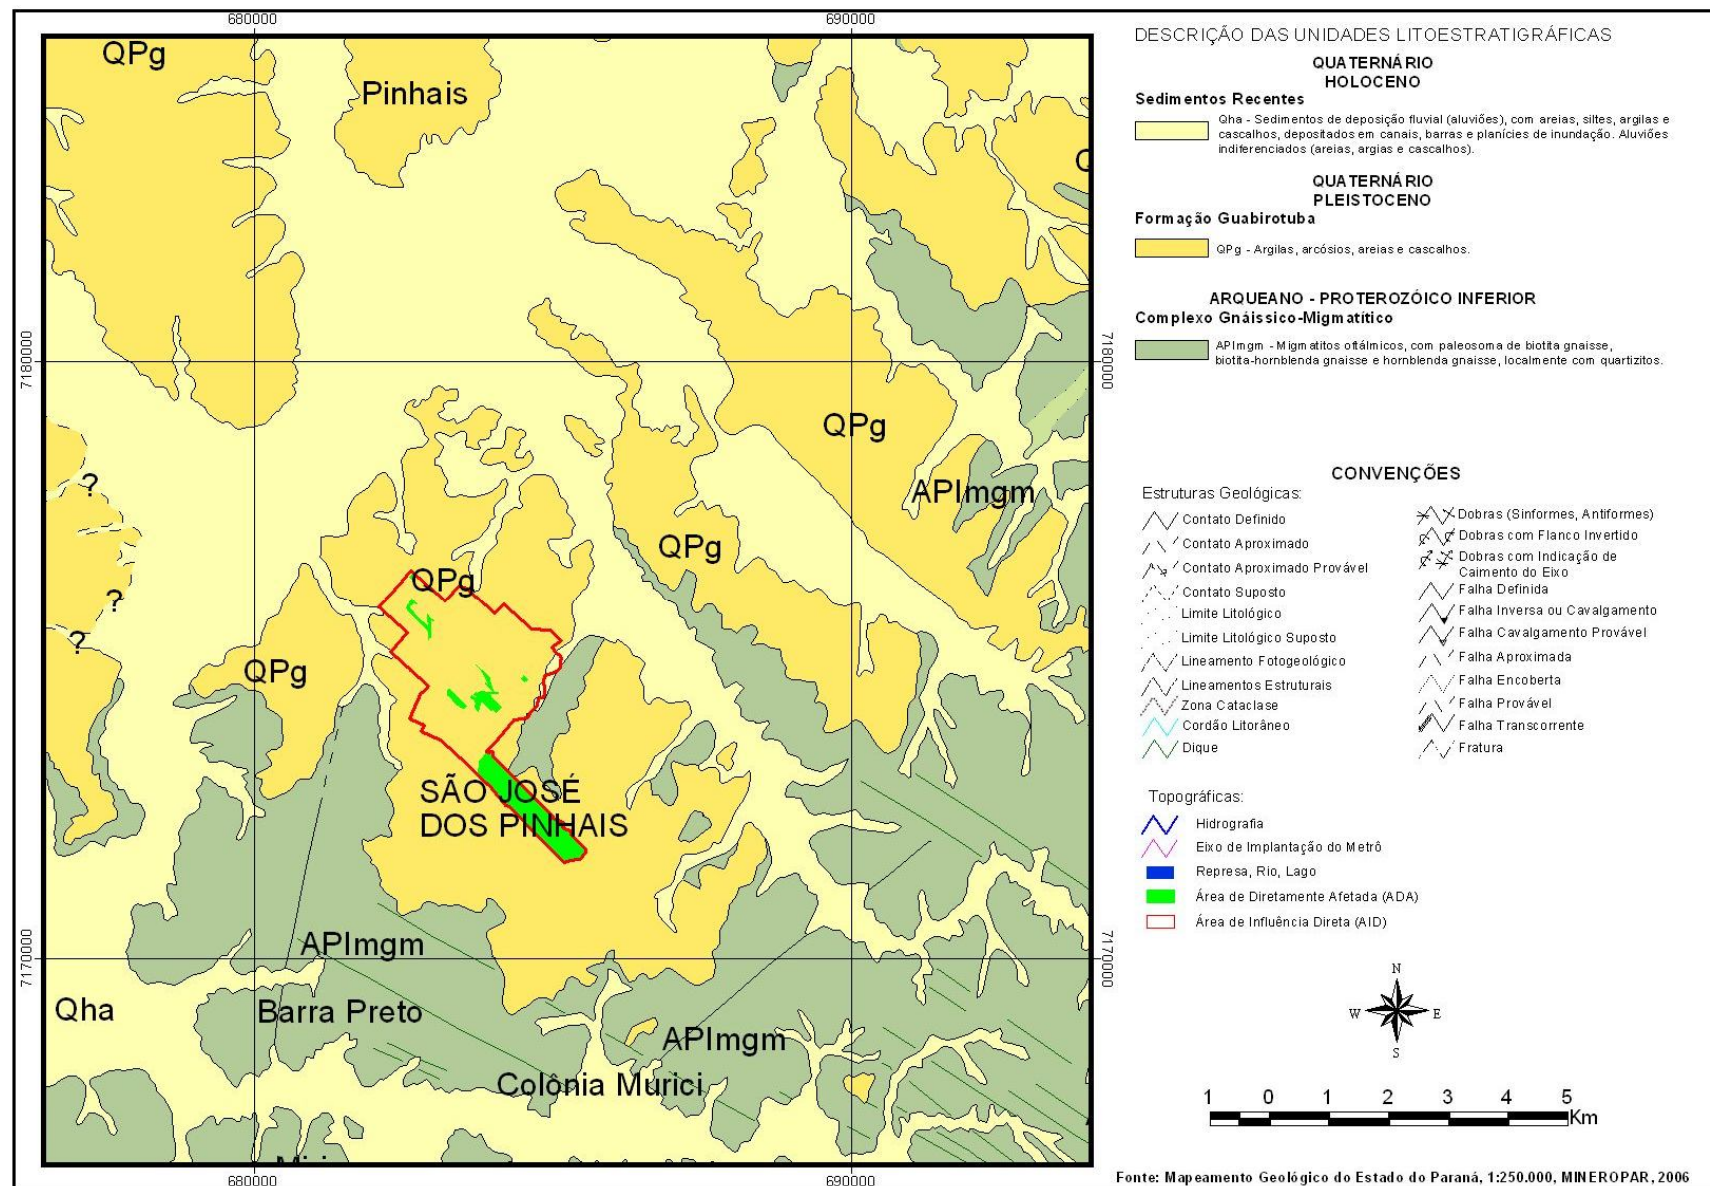 680000
690000
QPg
Pinhais
Q
7180000
7180000
QPg
?
APImgm
QPg
QPg
?
?
QPg
SÃO JOSÉ
DOS PINHAIS
APImgm
7170000
7170000
Qha
Barra Preto
APImgm
Colônia Murici
680000
690000
DESCRIÇÃO DAS UNIDADES LITOESTRATIGRÁFICAS
QUATERNÁRIO
HOLOCENO
Sedimentos Recentes
Qha - Sedimentos de deposição fluvial (aluviões), com areias, siltes, argilas e
cascalhos, depositados em canais, barras e planícies de inundação. Aluviões
indiferenciados (areias, argias e cascalhos).
QUATERNÁRIO
PLEISTOCENO
Formação Guabirotuba
QPg - Argilas, arcósios, areias e cascalhos.
ARQUEANO - PROTEROZÓICO INFERIOR
Complexo Gnáissico-Migmatítico
APImgm - Migmatitos oftálmicos, com paleosoma de biotita gnaisse,
biotita-hornblenda gnaisse e hornblenda gnaisse, localmente com quartizitos.
CONVENÇÕES
Estruturas Geológicas:
Contato Definido
Contato Aproximado
Contato Aproximado Provável
Contato Suposto
Limite Litológico
Limite Litológico Suposto
Lineamento Fotogeológico
Lineamentos Estruturais
Zona Cataclase
Cordão Litorâneo
Dique
Dobras (Sinformes, Antiformes)
Dobras com Flanco Invertido
Dobras com Indicação de
Caimento do Eixo
Falha Definida
Falha Inversa ou Cavalgamento
Falha Cavalgamento Provável
Falha Aproximada
Falha Encoberta
Falha Provável
Falha Transcorrente
Fratura
Topográficas:
Hidrografia
Eixo de Implantação do Metrô
Represa, Rio, Lago
Área de Diretamente Afetada (ADA)
Área de Influência Direta (AID)
N
W E
S
1 0 1 2 3 4 5
Km
Fonte: Mapeamento Geológico do Estado do Paraná, 1:250.000, MINEROPAR, 2006